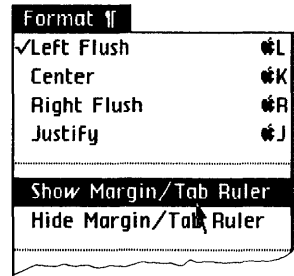 Format ¶
✓Left Flush L
Center K
Right Flush R
Justify J
Show Margin/Tab Ruler
Hide Margin/Tab Ruler